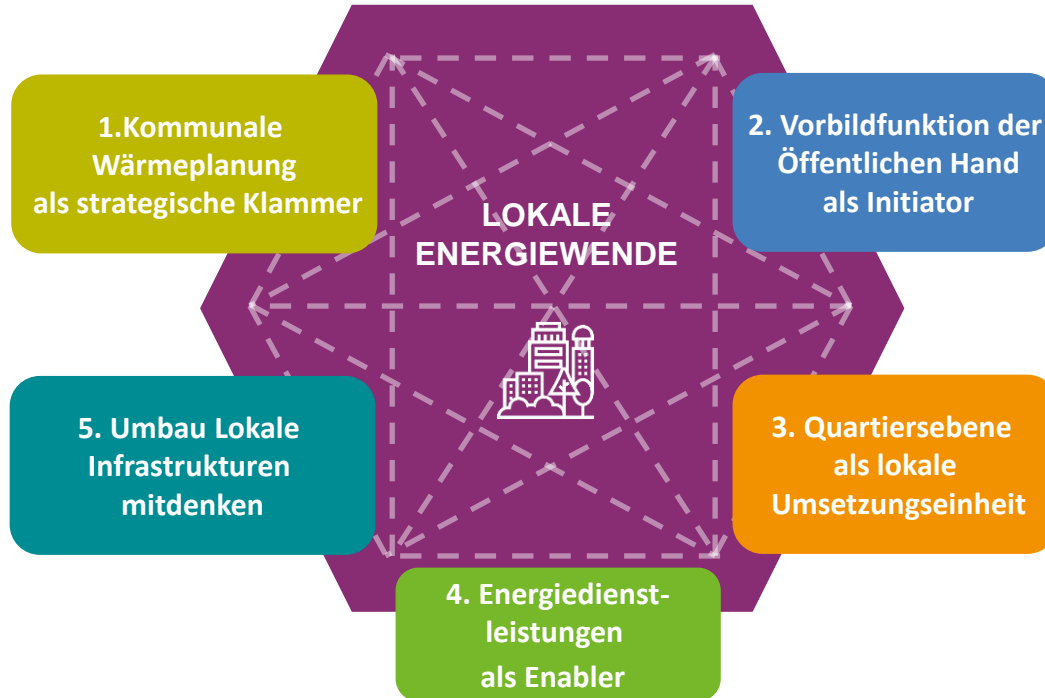 1.Kommunale
Wärmeplanung
als strategische Klammer
2. Vorbildfunktion der
Öffentlichen Hand
als Initiator
LOKALE
ENERGIEWENDE
5. Umbau Lokale
Infrastrukturen
mitdenken
3. Quartiersebene
als lokale
Umsetzungseinheit
4. Energiedienst-
leistungen
als Enabler